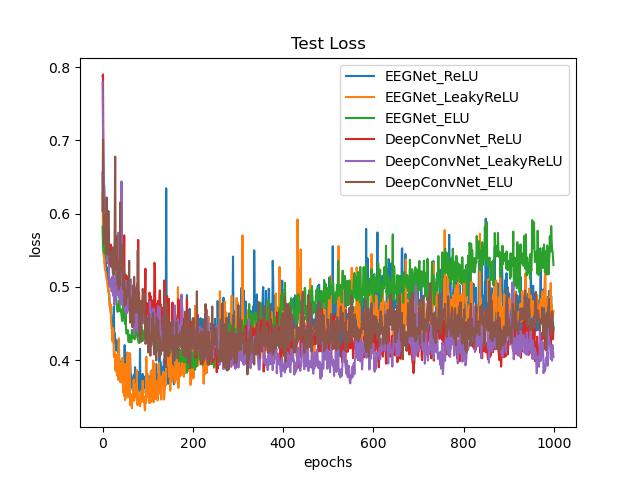 Test Loss
0.8
0.7
0.6
0.5
0.4
loss
EEGNet_ReLU
EEGNet_LeakyReLU
EEGNet_ELU
DeepConvNet_ReLU
DeepConvNet_LeakyReLU
DeepConvNet_ELU
0 200 400 600 800 1000
epochs